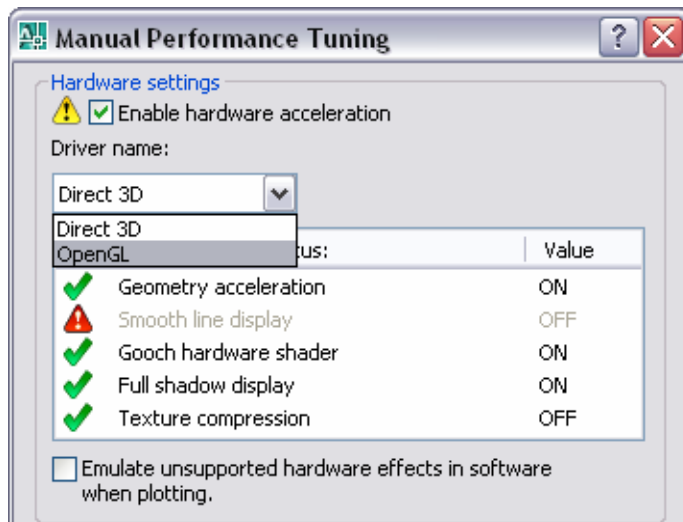 Manual Performance Tuning
Hardware settings
Enable hardware acceleration
Driver name:
Direct 3D
Direct 3D
OpenGL
tus: Value
Geometry acceleration ON
Smooth line display OFF
Gooch hardware shader ON
Full shadow display ON
Texture compression OFF
Emulate unsupported hardware effects in software
when plotting.